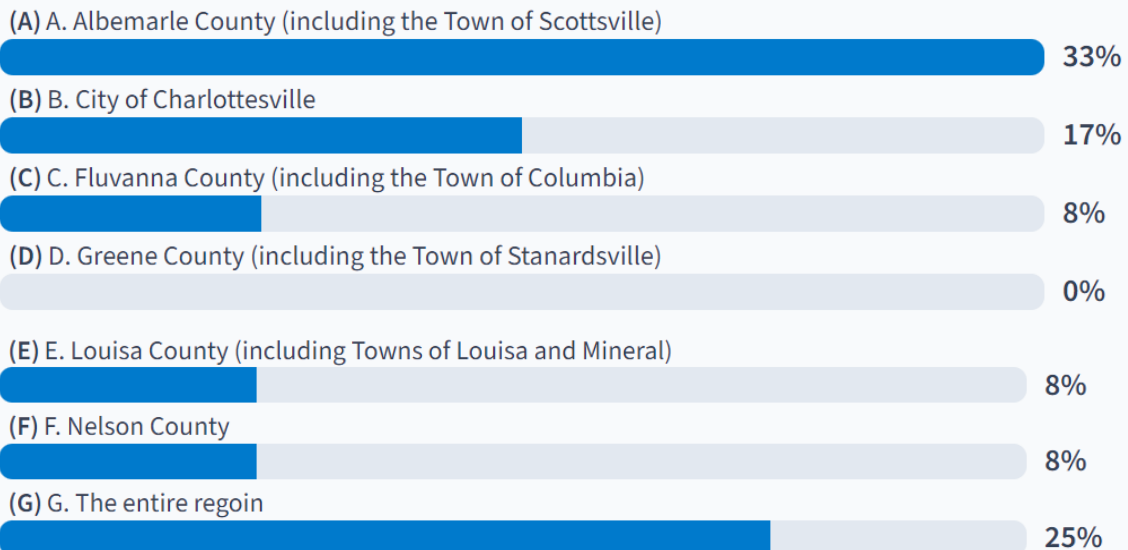 (A) A. Albemarle County (including the Town of Scottsville)
33%
(B) B. City of Charlottesville
17%
(C) C. Fluvanna County (including the Town of Columbia)
8%
(D) D. Greene County (including the Town of Stanardsville)
0%
(E) E. Louisa County (including Towns of Louisa and Mineral)
8%
(F) F. Nelson County
8%
(G) G. The entire regoin
25%